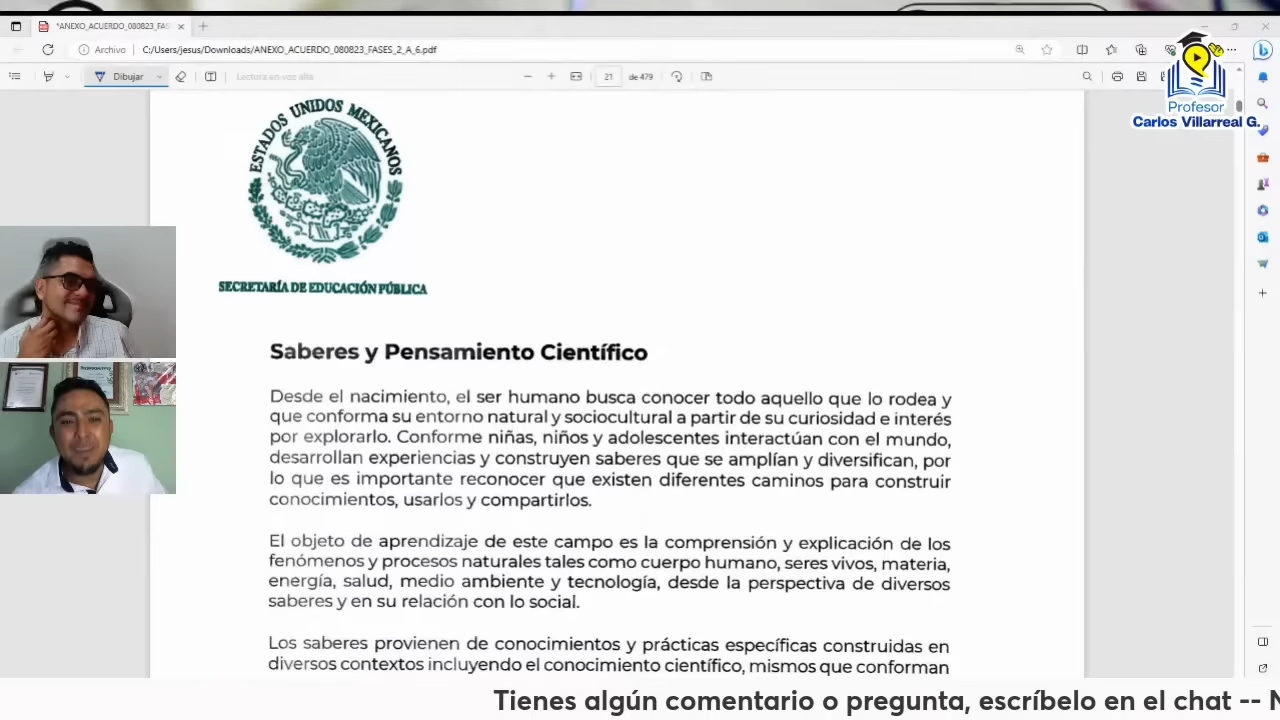 *ANEXO_ACUERDO_080823_FAS
Archivo
C:/Users/jesus/Downloads/ANEXO_ACUERDO_080823_FASES_2_A_6.pdf
Dibujar
Lectura en voz alta
21
de 479
Profesor
Carlos Villarreal G.
ESTADOS UNIDOS MEXICANOS
SECRETARÍA DE EDUCACIÓN PÚBLICA
Saberes y Pensamiento Científico
Desde el nacimiento, el ser humano busca conocer todo aquello que lo rodea y
que conforma su entorno natural y sociocultural a partir de su curiosidad e interés
por explorarlo. Conforme niñas, niños y adolescentes interactúan con el mundo,
desarrollan experiencias y construyen saberes que se amplían y diversifican, por
lo que es importante reconocer que existen diferentes caminos para construir
conocimientos, usarlos y compartirlos.
El objeto de aprendizaje de este campo es la comprensión y explicación de los
fenómenos y procesos naturales tales como cuerpo humano, seres vivos, materia,
energía, salud, medio ambiente y tecnología, desde la perspectiva de diversos
saberes y en su relación con lo social.
Los saberes provienen de conocimientos y prácticas específicas construidas en
diversos contextos incluyendo el conocimiento científico, mismos que conforman
Tienes algún comentario o pregunta, escríbelo en el chat -- N